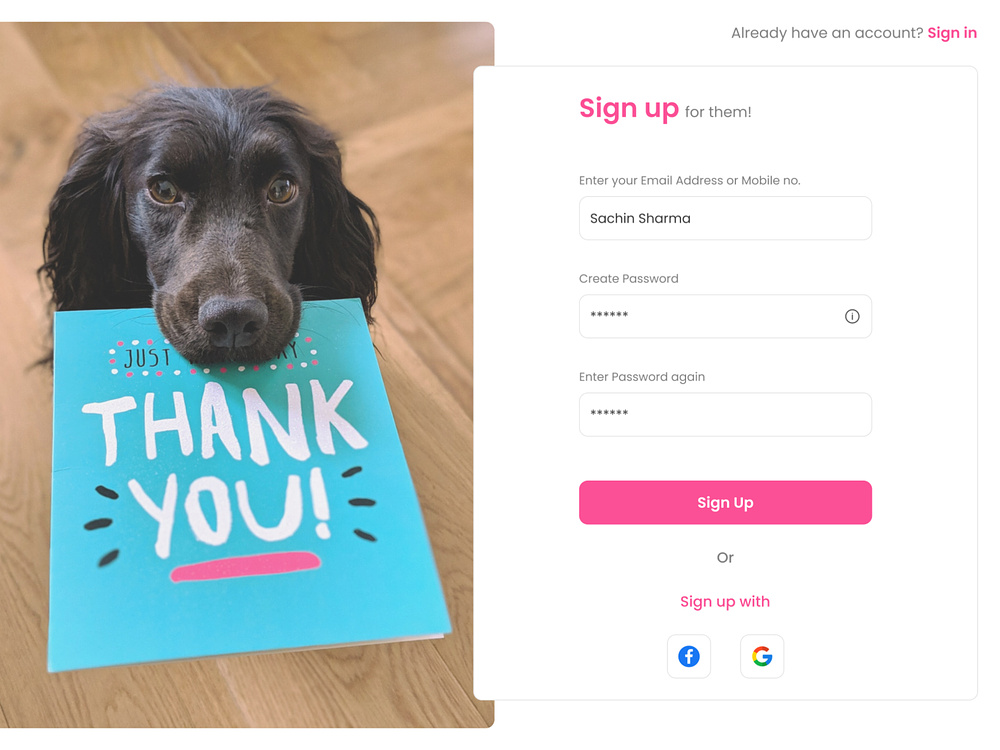 Already have an account? Sign in
JUST
THANK
YOU!
Sign up for them!
Enter your Email Address or Mobile no.
Sachin Sharma
Create Password
******
Enter Password again
******
Sign Up
Or
Sign up with